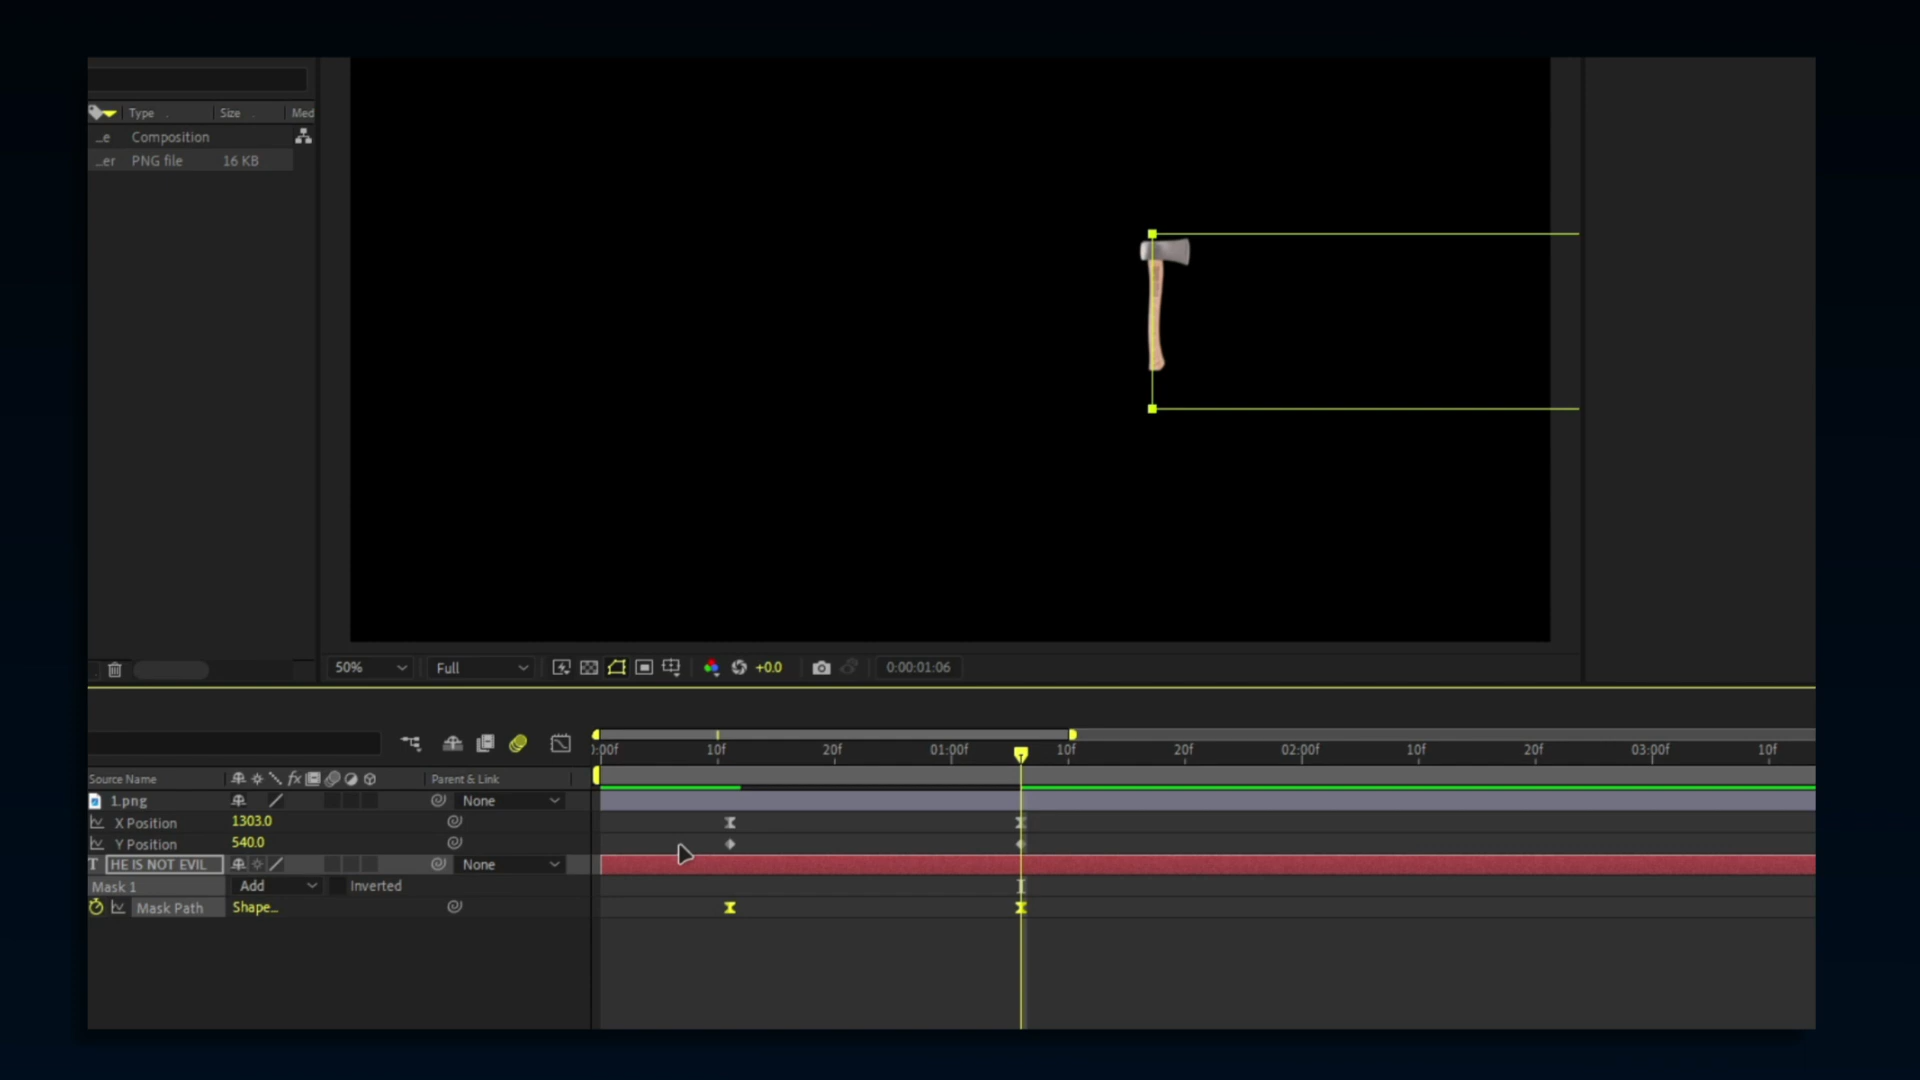 Type Size Med
...e Composition
...er PNG file 16 KB
50% Full +0.0 0:00:01:06
):00f 10f 20f 01:00f 10f 20f 02:00f 10f 20f 03:00f 10f
Source Name fx Parent & Link
1.png None
X Position 1303.0
Y Position 540.0
T HE IS NOT EVIL None
Mask 1 Add Inverted
Mask Path Shape...